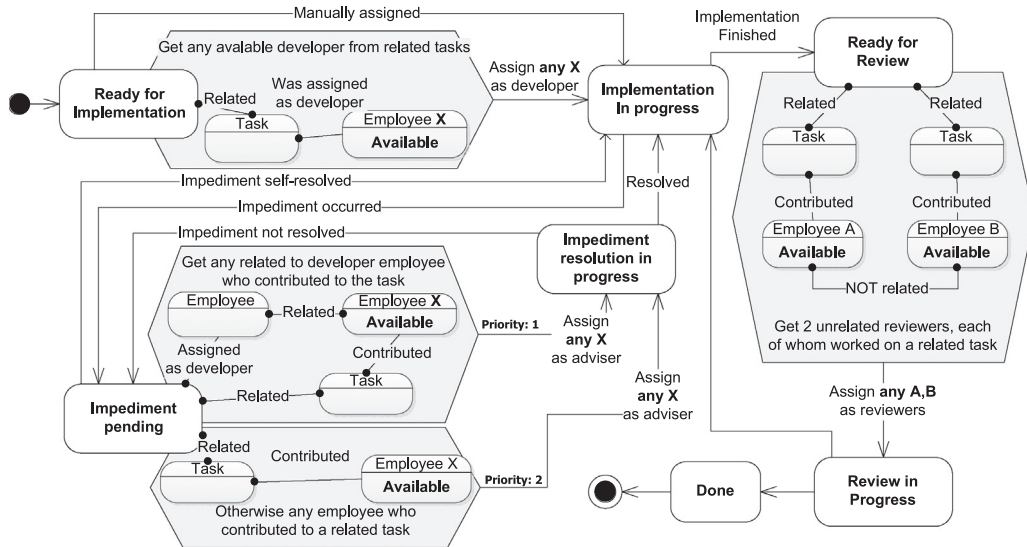 Manually assigned
Get any avalable developer from related tasks
Ready for
Implementation
Related
Was assigned
as developer
Task
Employee X
Available
Assign any X
as developer
Implementation
In progress
Implementation
Finished
Ready for
Review
Related
Related
Task
Task
Contributed
Contributed
Employee A
Available
Employee B
Available
NOT related
Get 2 unrelated reviewers, each
of whom worked on a related task
Assign any A,B
as reviewers
Review in
Progress
Done
Impediment self-resolved
Impediment occurred
Impediment not resolved
Resolved
Impediment
resolution in
progress
Get any related to developer employee
who contributed to the task
Employee
Related
Employee X
Available
Assigned
as developer
Contributed
Related
Task
Priority: 1
Assign
any X
as adviser
Assign
any X
as adviser
Impediment
pending
Related
Task
Contributed
Employee X
Available
Priority: 2
Otherwise any employee who
contributed to a related task